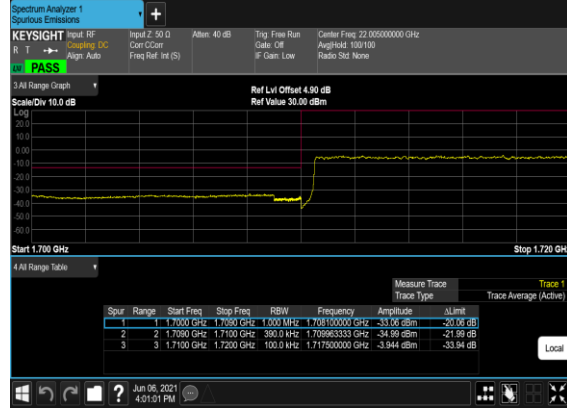 Spectrum Analyzer 1
Spurious Emissions
+
KEYSIGHT Input: RF Input Z: 50 Ω Atten: 40 dB Trig: Free Run Center Freq: 22.005000000 GHz
R T Coupling: DC Corr CCorr Gate: Off Avg|Hold: 100/100
Align: Auto Freq Ref: Int (S) IF Gain: Low Radio Std: None
LW PASS
3 All Range Graph
Ref Lvl Offset 4.90 dB
Scale/Div 10.0 dB Ref Value 30.00 dBm
Log
20.0
10.0
0.00
-10.0
-20.0
-30.0
-40.0
-50.0
-60.0
Start 1.700 GHz Stop 1.720 GHz
4 All Range Table
Measure Trace Trace 1
Trace Type Trace Average (Active)
Spur Range Start Freq Stop Freq RBW Frequency Amplitude ΔLimit
1 1 1.7000 GHz 1.7090 GHz 1.000 MHz 1.708100000 GHz -33.06 dBm -20.06 dB
2 2 1.7090 GHz 1.7100 GHz 390.0 kHz 1.709963333 GHz -34.99 dBm -21.99 dB
3 3 1.7100 GHz 1.7200 GHz 100.0 kHz 1.717500000 GHz -3.944 dBm -33.94 dB
Local
?
Jun 06, 2021
4:01:01 PM